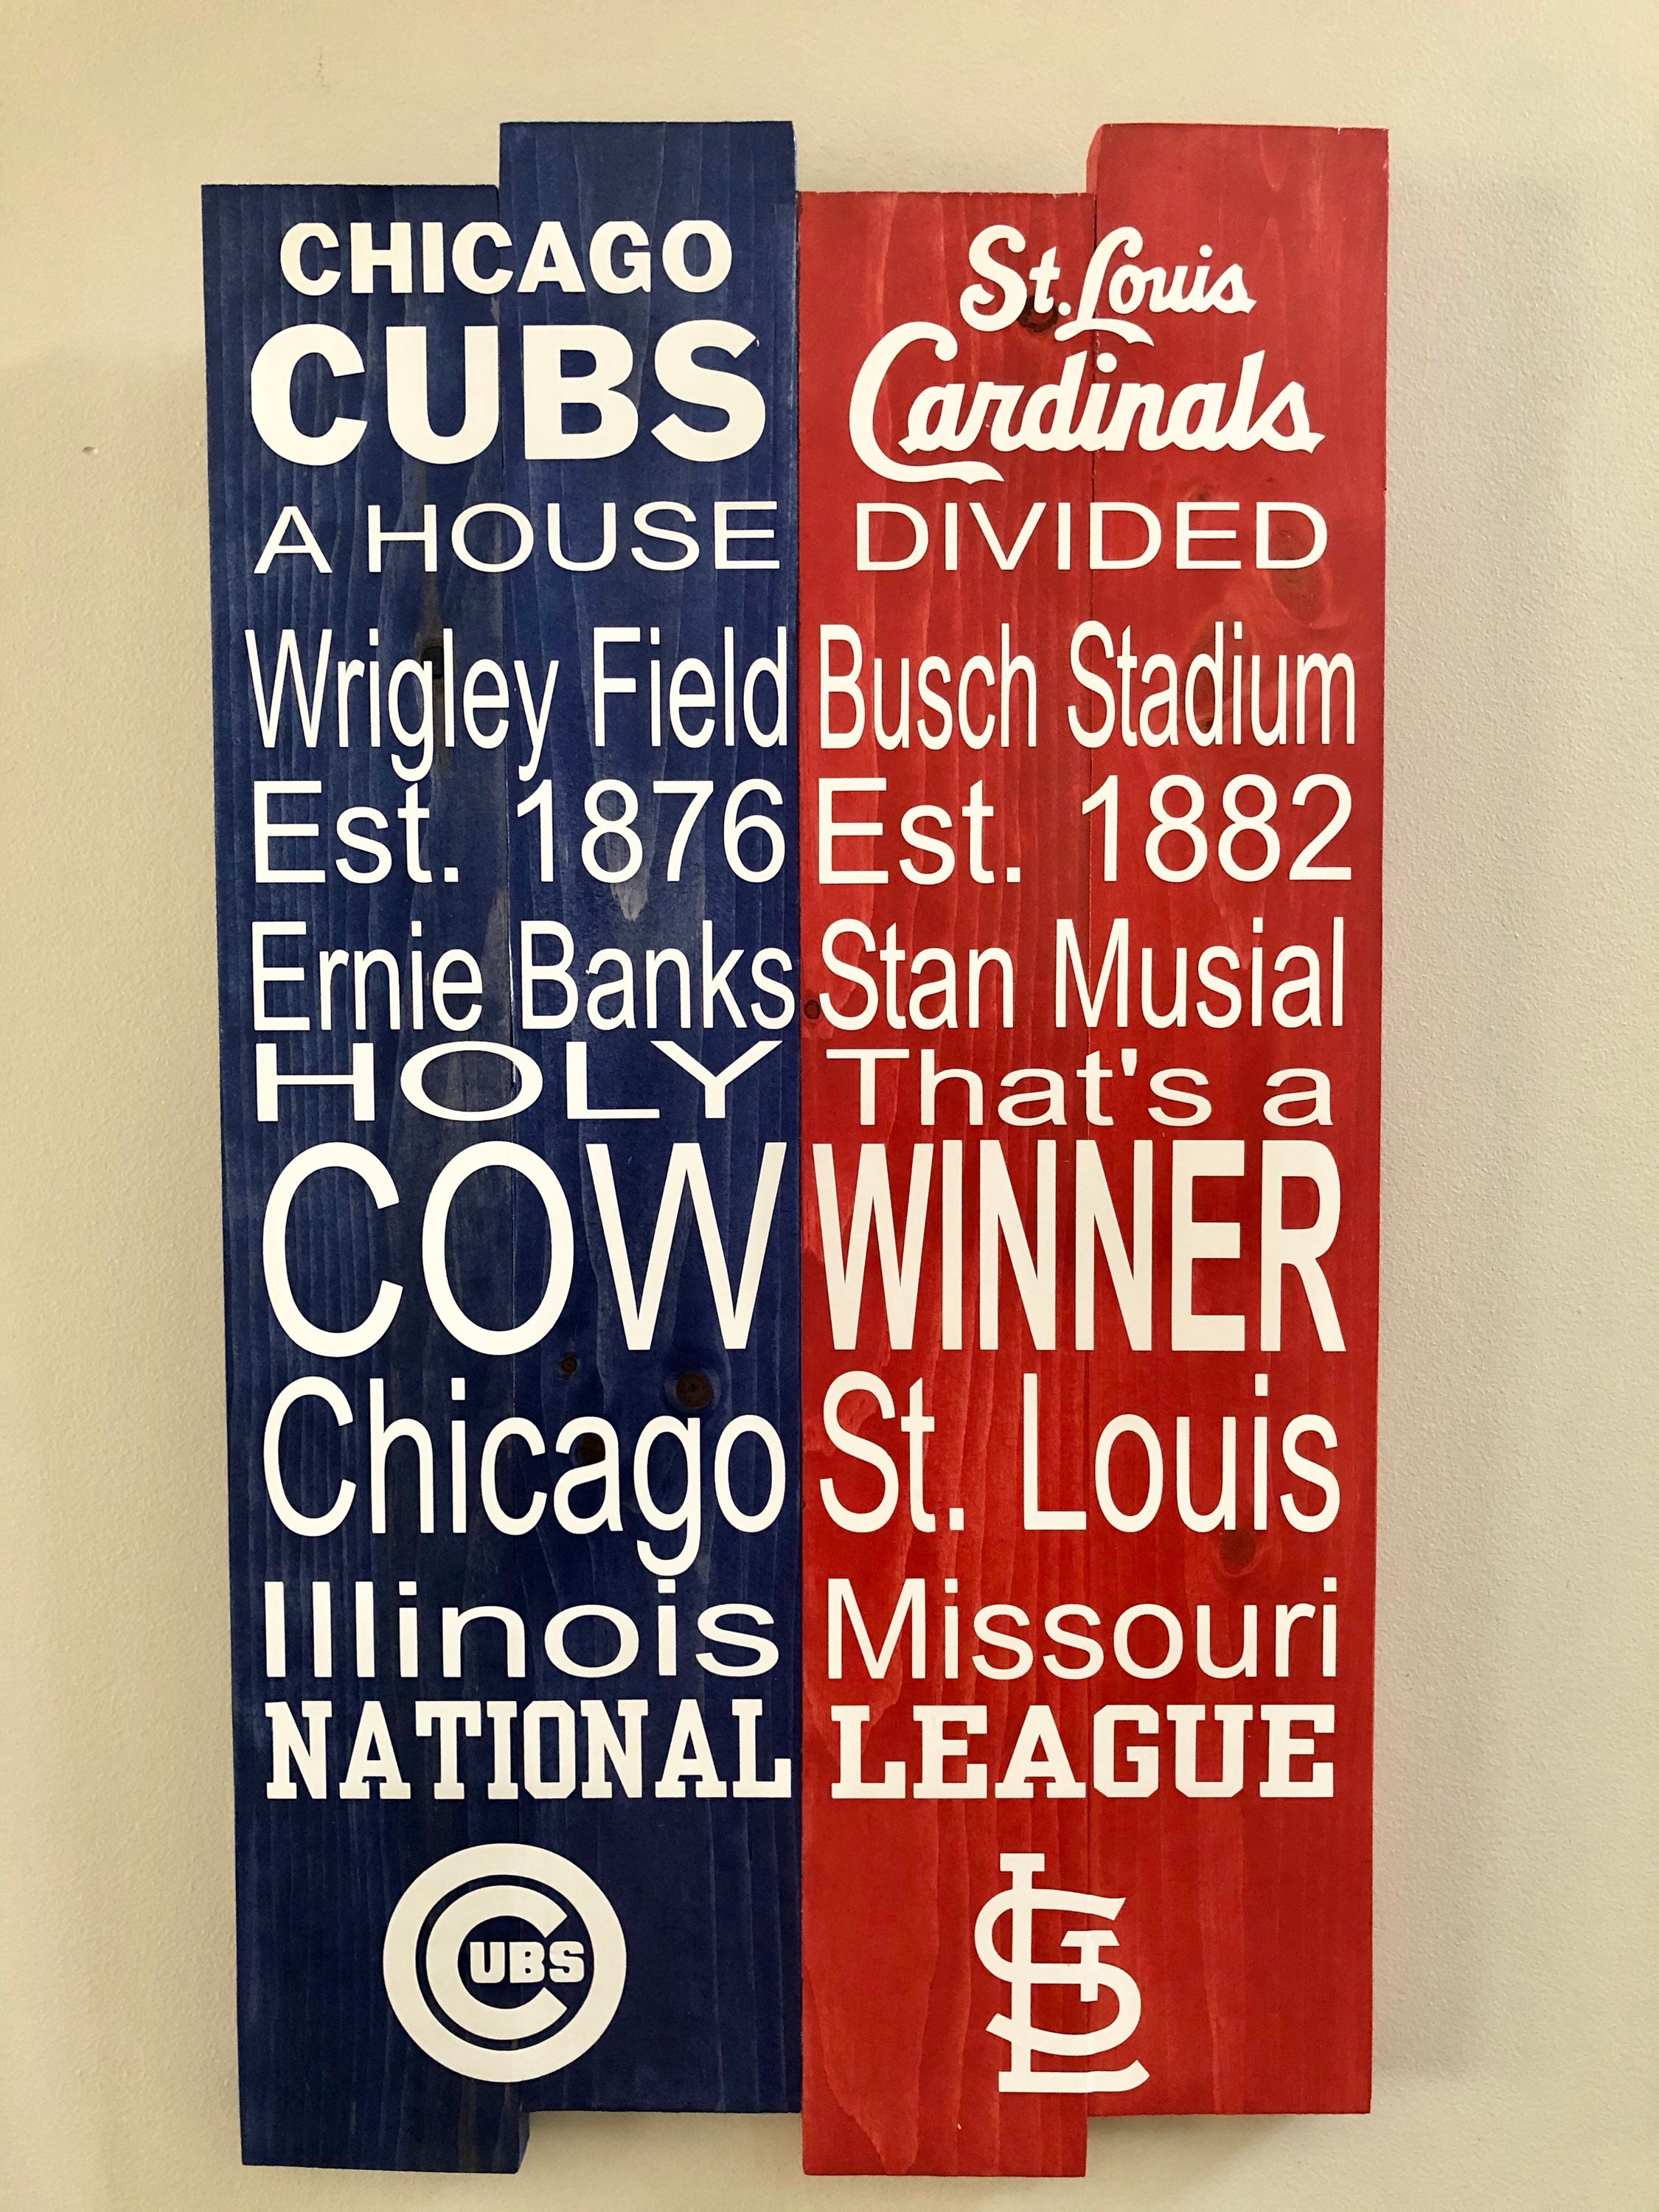 CHICAGO
CUBS
A HOUSE
Wrigley Field
Est. 1876
Ernie Banks
HOLY
COW
Chicago
Illinois
NATIONAL
CUBS
St. Louis
Cardinals
DIVIDED
Busch Stadium
Est. 1882
Stan Musial
That's a
WINNER
St. Louis
Missouri
LEAGUE
STL